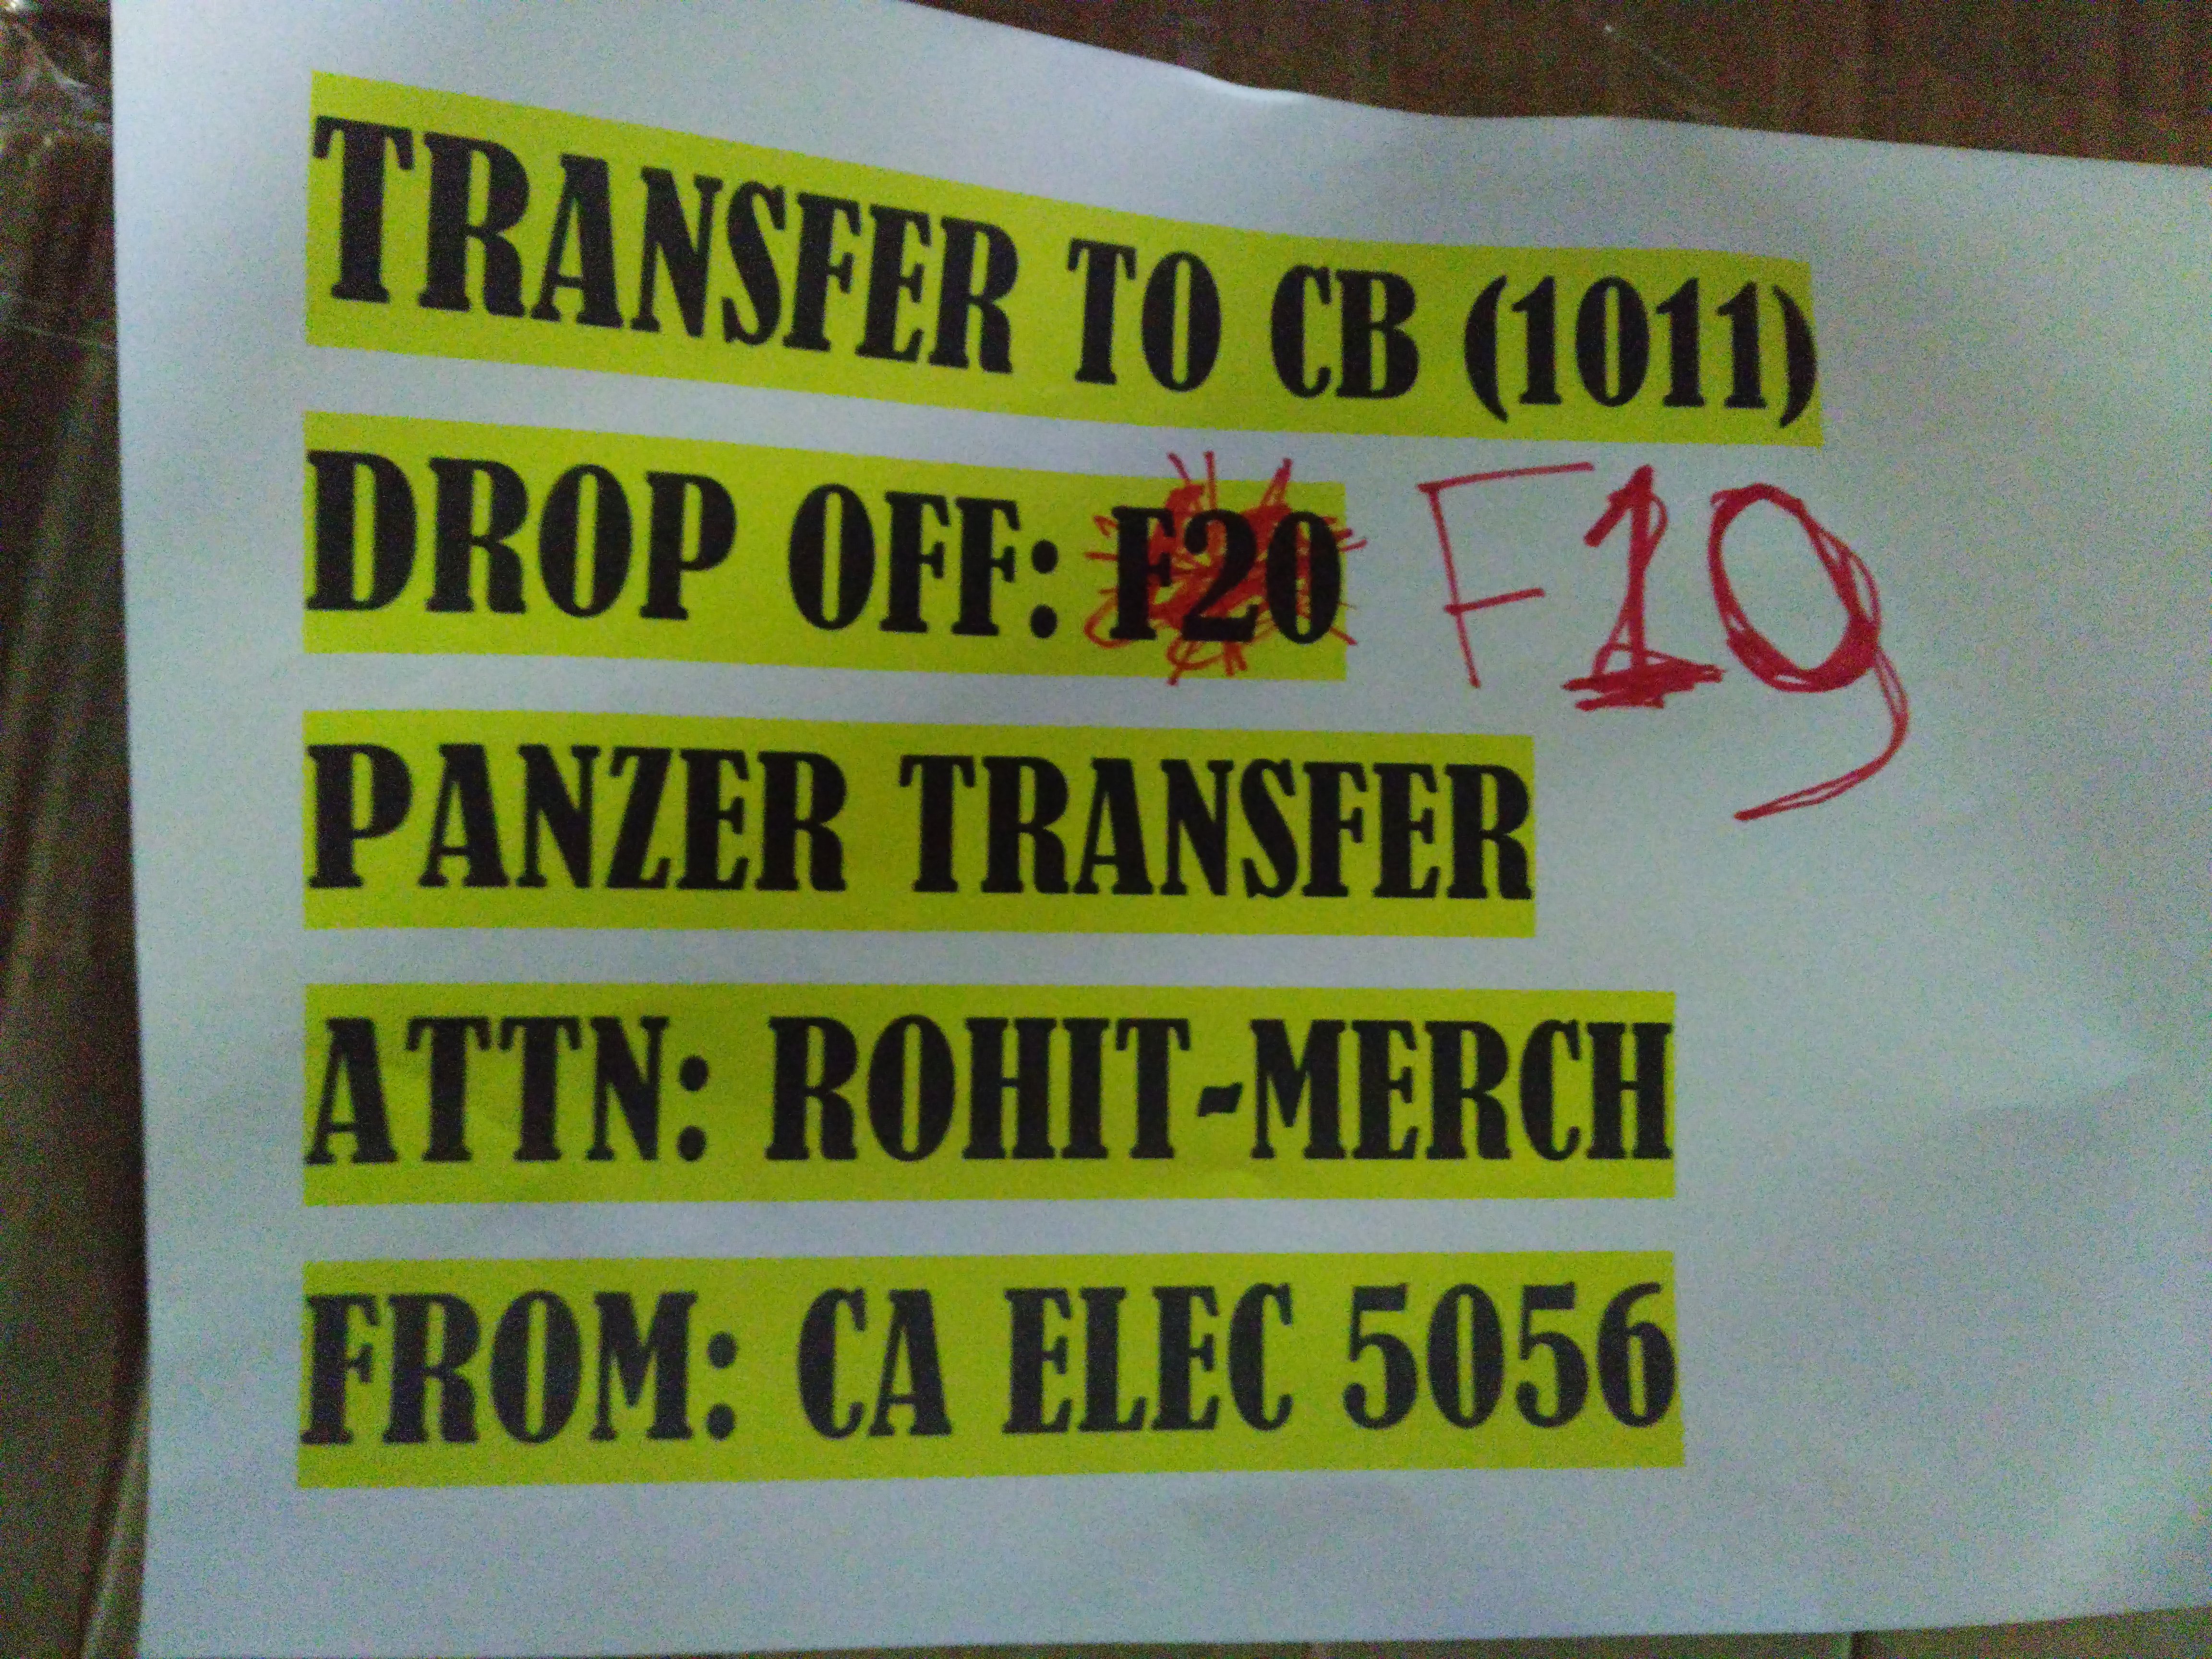 TRANSFER TO CB (1011)
DROP OFF: F20 F19
PANZER TRANSFER
ATTN: ROHIT-MERCH
FROM: CA ELEC 5056